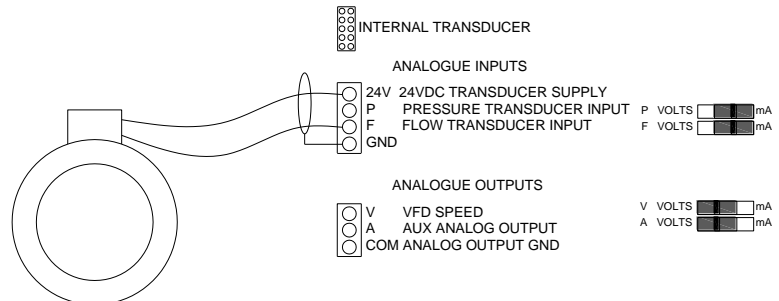 INTERNAL TRANSDUCER
ANALOGUE INPUTS
24V 24VDC TRANSDUCER SUPPLY
P PRESSURE TRANSDUCER INPUT P VOLTS mA
F FLOW TRANSDUCER INPUT F VOLTS mA
GND
ANALOGUE OUTPUTS
V VFD SPEED V VOLTS mA
A AUX ANALOG OUTPUT A VOLTS mA
COM ANALOG OUTPUT GND